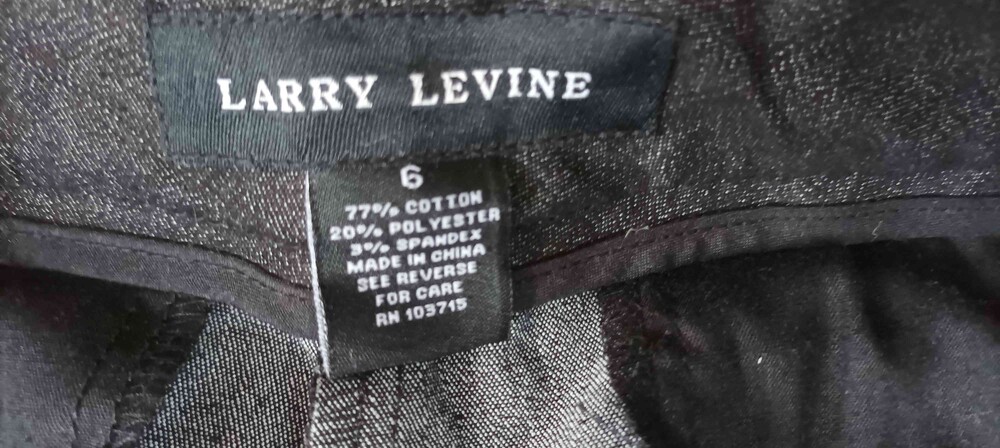 LARRY LEVINE
6
77% COTTON
20% POLYESTER
3% SPANDEX
MADE IN CHINA
SEE REVERSE
FOR CARE
RN 103715